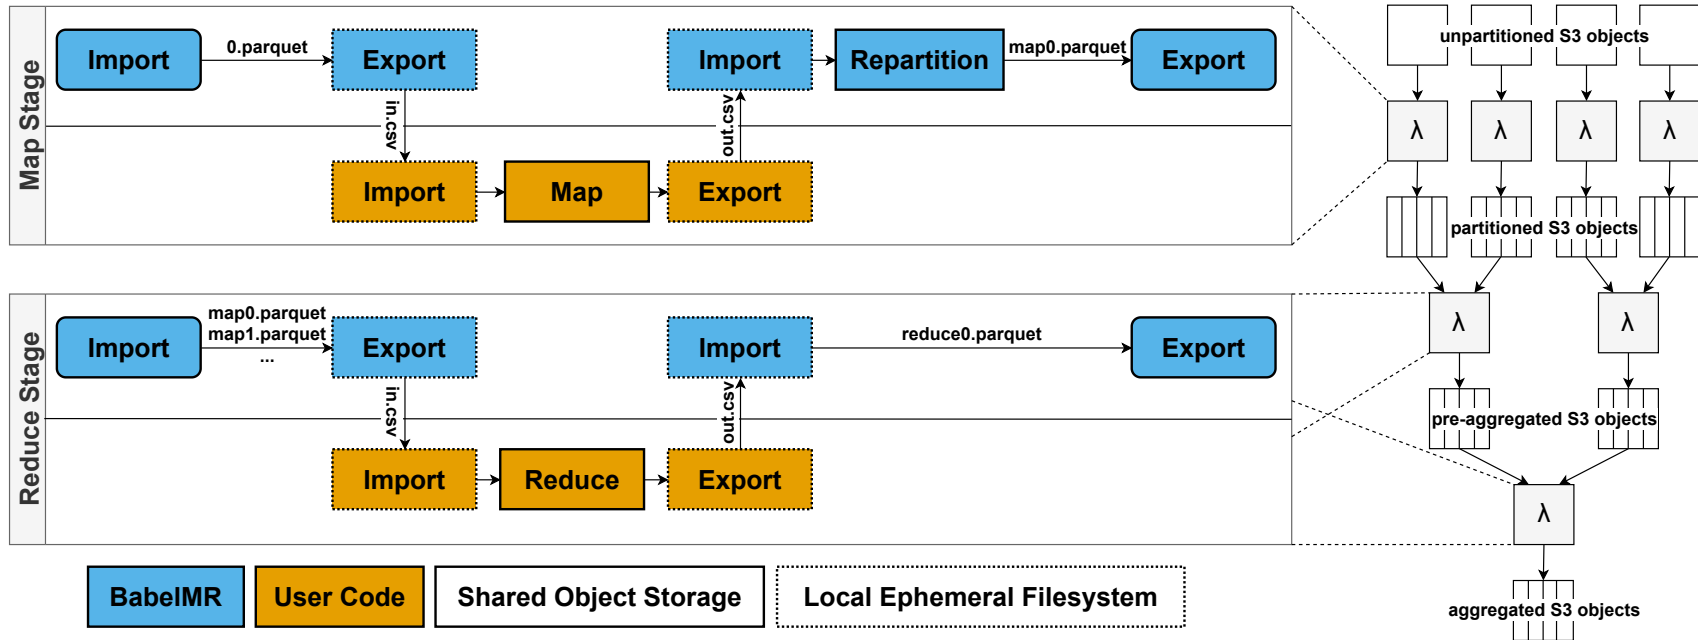 Map Stage
Import
0.parquet
Export
in.csv
Import
Map
Export
out.csv
Import
Repartition
map0.parquet
Export
Reduce Stage
Import
map0.parquet
map1.parquet
...
Export
in.csv
Import
Reduce
Export
out.csv
Import
reduce0.parquet
Export
BabelMR
User Code
Shared Object Storage
Local Ephemeral Filesystem
unpartitioned S3 objects
λ λ λ λ
partitioned S3 objects
λ λ
pre-aggregated S3 objects
λ
aggregated S3 objects